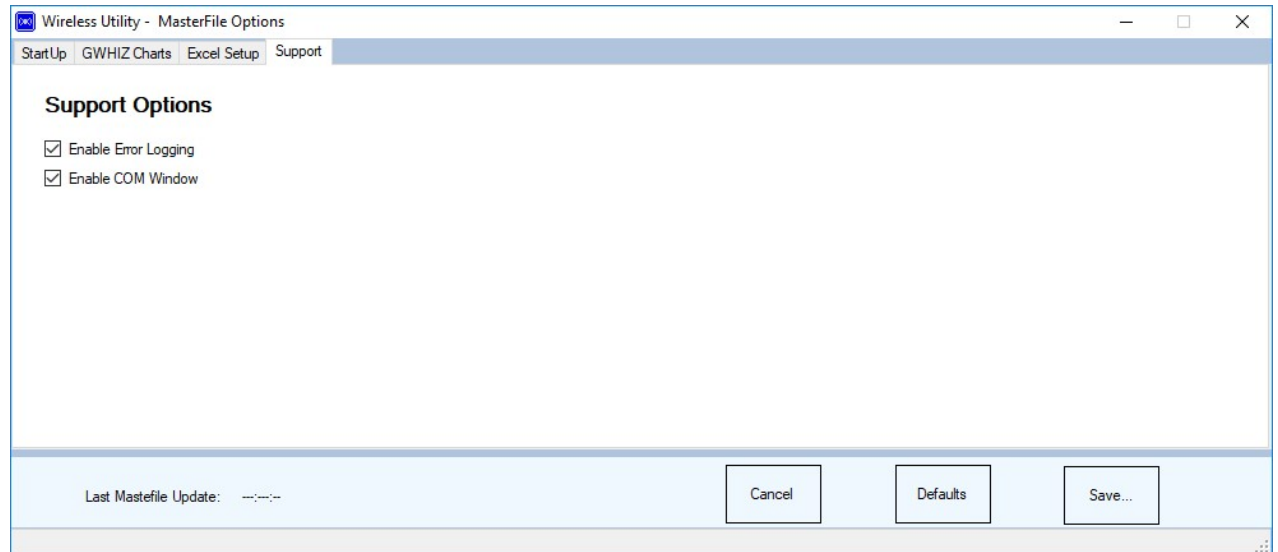 Wireless Utility - MasterFile Options
StartUp GWHIZ Charts Excel Setup Support
Support Options
Enable Error Logging
Enable COM Window
Last Mastefile Update: ---:---:--
Cancel Defaults Save...